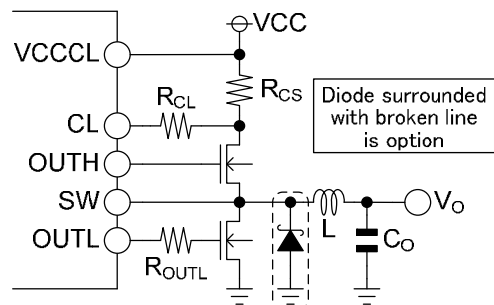 VCC
VCCCL
RCS
RCL
CL
Diode surrounded
with broken line
is option
OUTH
SW
VO
L
OUTL
ROUTL
CO